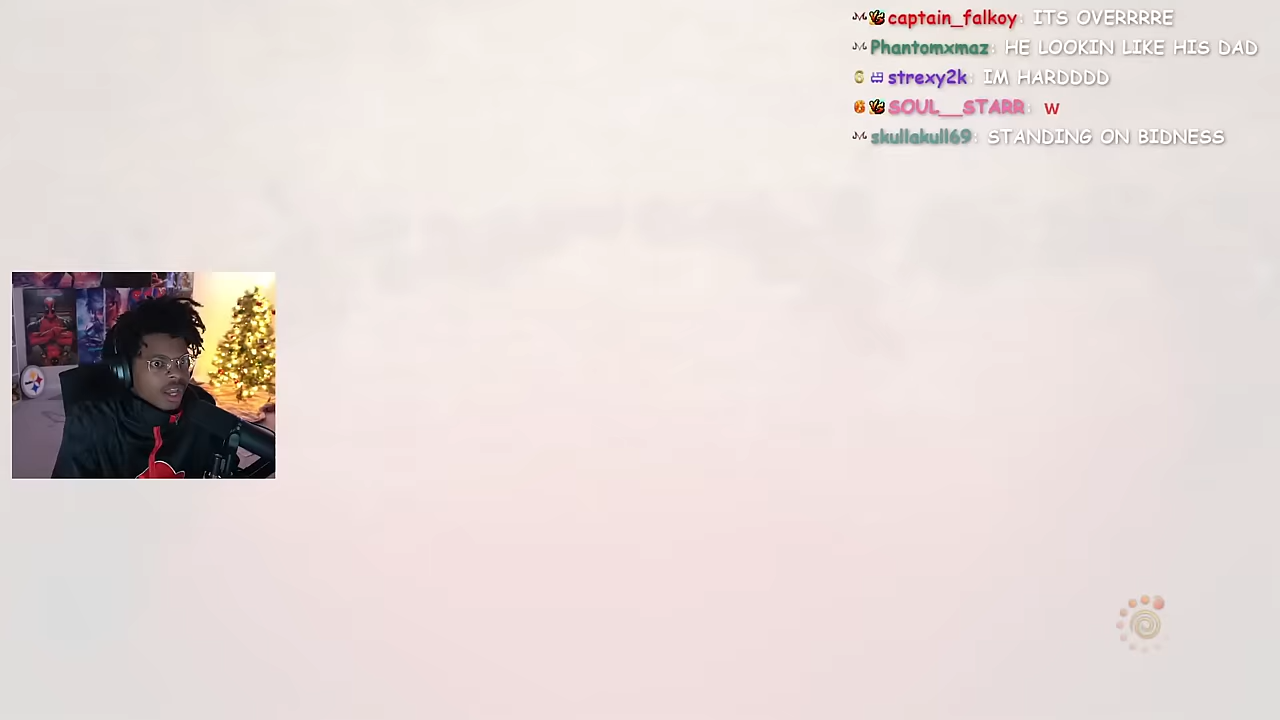 captain_falkoy: ITS OVERRRRE
Phantomxmaz: HE LOOKIN LIKE HIS DAD
strexy2k: IM HARDDDD
SOUL__STARR: W
skullakull69: STANDING ON BIDNESS